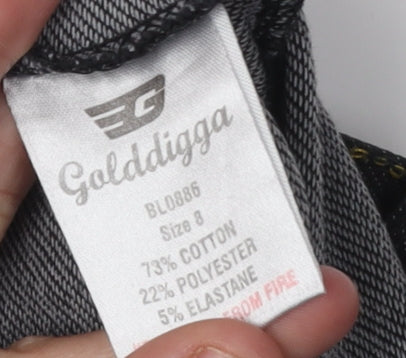 Golddigga
BL0886
Size 8
73% COTTON
22% POLYESTER
5% ELASTANE
FROM FIRE